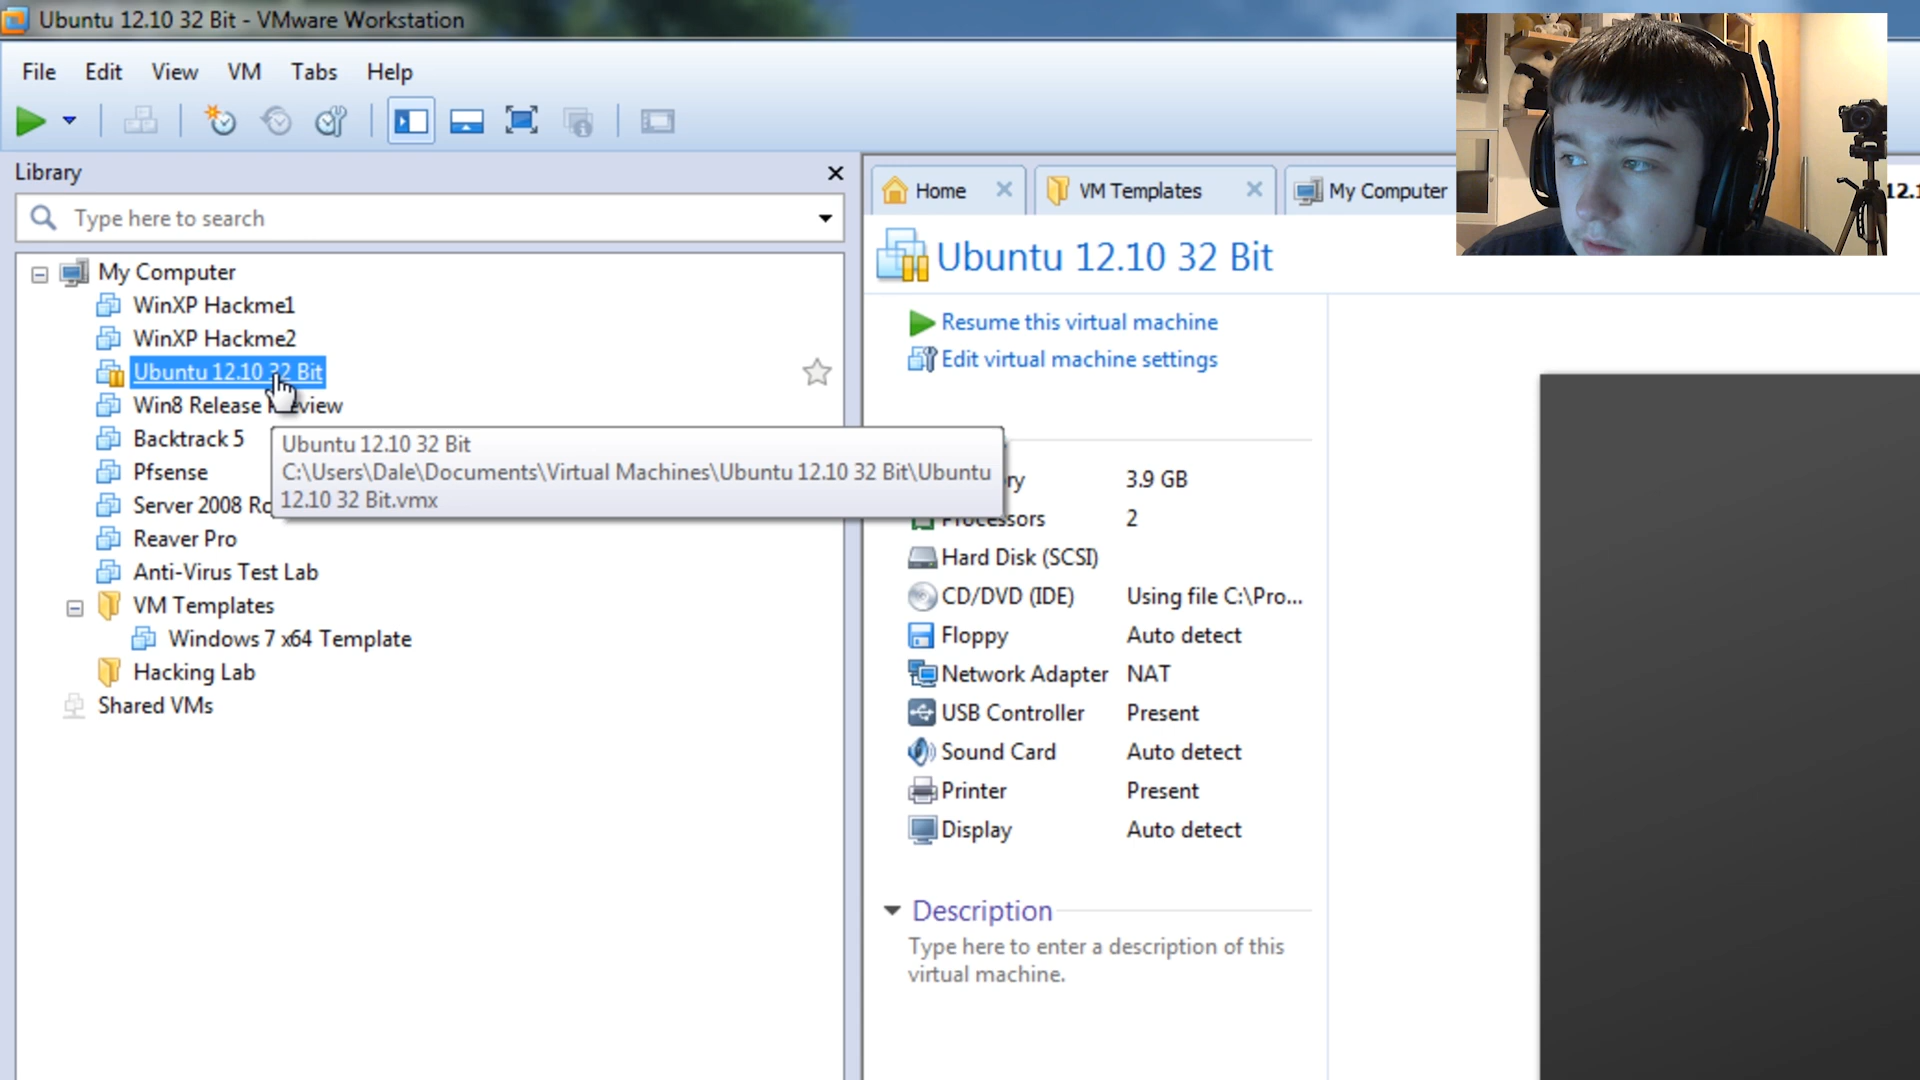 Ubuntu 12.10 32 Bit - VMware Workstation
File Edit View VM Tabs Help
Library
Type here to search
Home VM Templates My Computer 12.1
My Computer
WinXP Hackme1
WinXP Hackme2
Ubuntu 12.10 32 Bit
Win8 Release
Backtrack 5
Pfsense
Server 2008
Reaver Pro
Anti-Virus Test Lab
VM Templates
Windows 7 x64 Template
Hacking Lab
Shared VMs
Ubuntu 12.10 32 Bit
C:\Users\Dale\Documents\Virtual Machines\Ubuntu 12.10 32 Bit\Ubuntu
12.10 32 Bit.vmx
Ubuntu 12.10 32 Bit
Resume this virtual machine
Edit virtual machine settings
ry 3.9 GB
Processors 2
Hard Disk (SCSI)
CD/DVD (IDE) Using file C:\Pro...
Floppy Auto detect
Network Adapter NAT
USB Controller Present
Sound Card Auto detect
Printer Present
Display Auto detect
Description
Type here to enter a description of this
virtual machine.